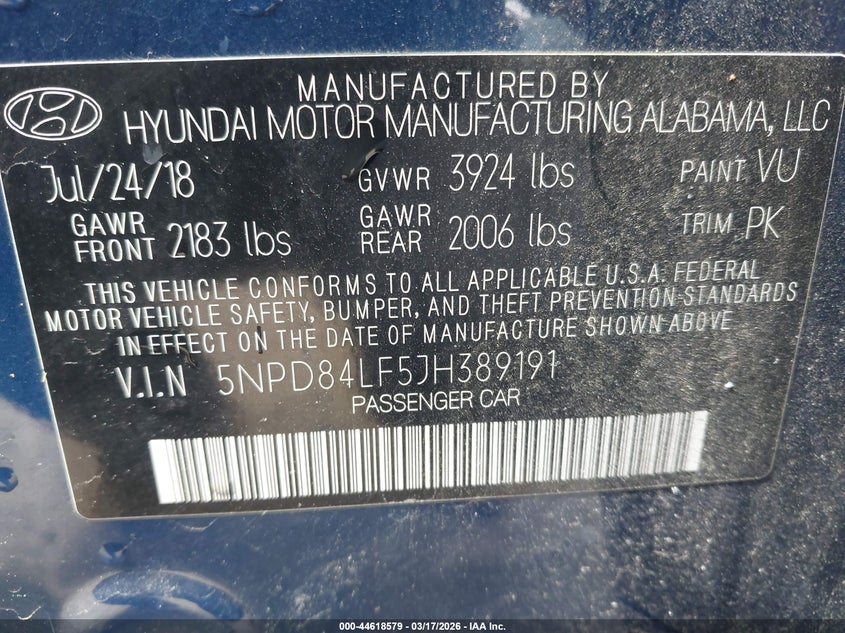 MANUFACTURED BY
HYUNDAI MOTOR MANUFACTURING ALABAMA, LLC
Jul/24/18 GVWR 3924 lbs PAINT VU
GAWR FRONT 2183 lbs GAWR REAR 2006 lbs TRIM PK
THIS VEHICLE CONFORMS TO ALL APPLICABLE U.S.A. FEDERAL
MOTOR VEHICLE SAFETY, BUMPER, AND THEFT PREVENTION STANDARDS
IN EFFECT ON THE DATE OF MANUFACTURE SHOWN ABOVE
V.I.N 5NPD84LF5JH389191
PASSENGER CAR
000-44618579 — 03/17/2026 — IAA Inc.